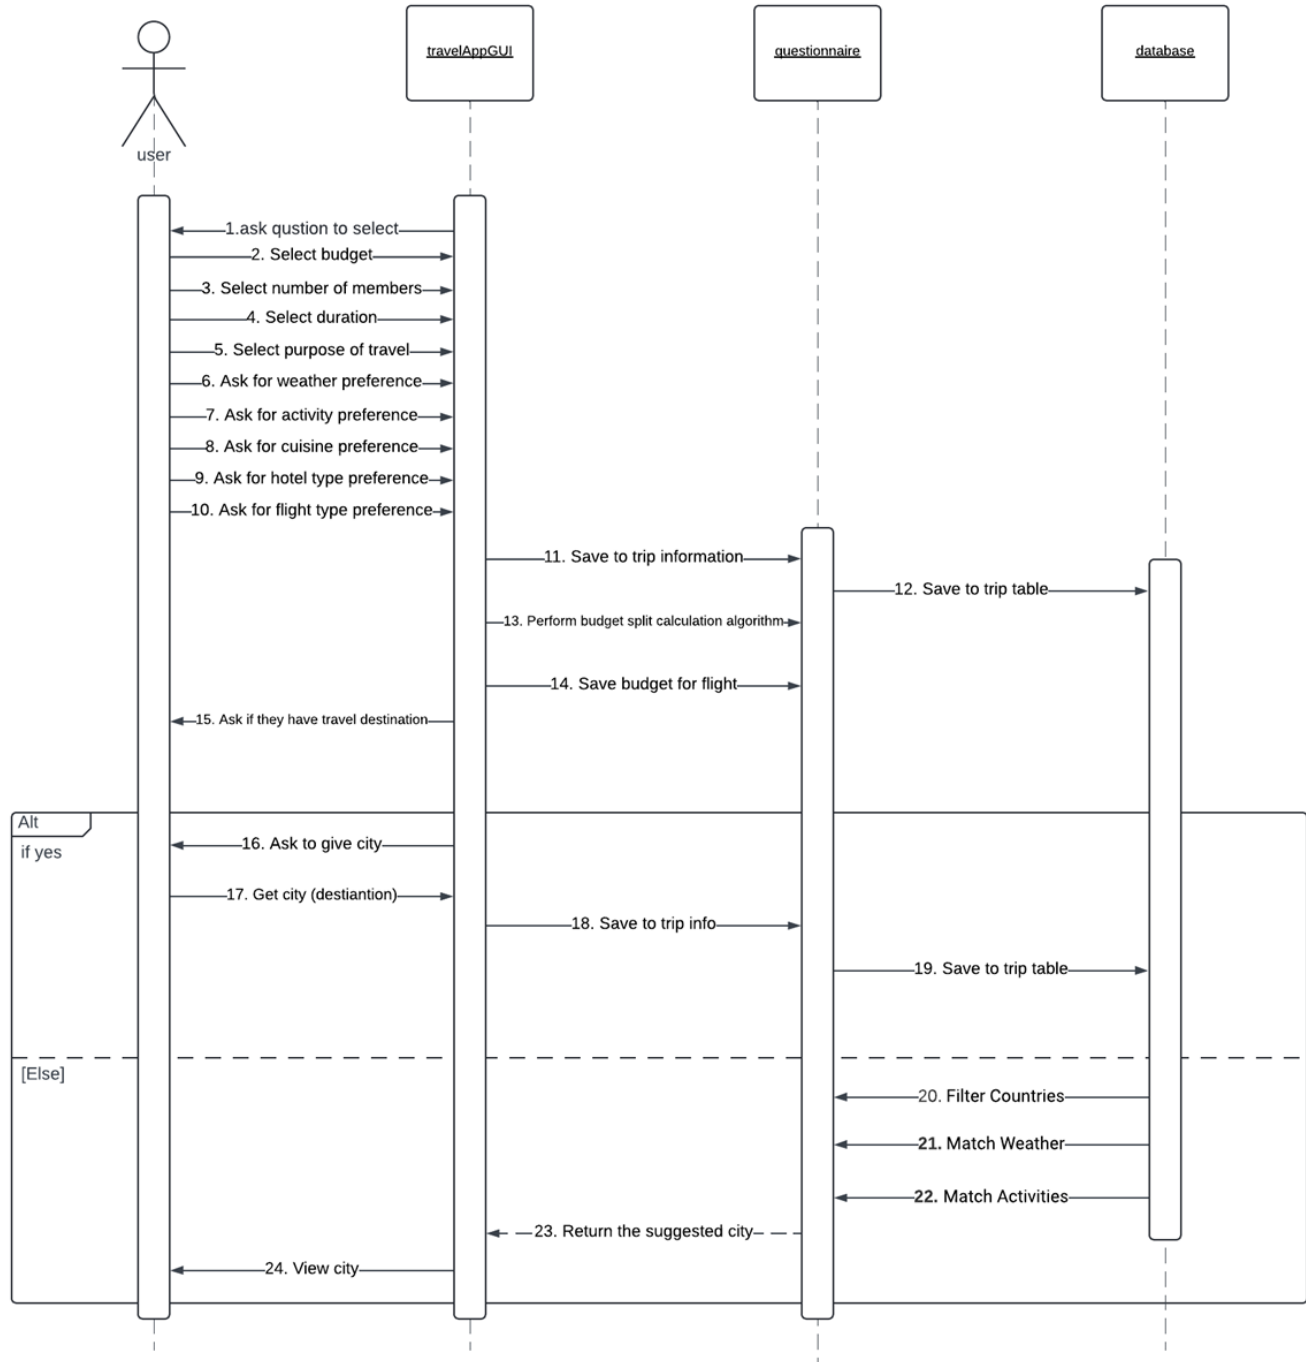 travelAppGUI
questionnaire
database
user
1.ask qustion to select
2. Select budget
3. Select number of members
4. Select duration
5. Select purpose of travel
6. Ask for weather preference
7. Ask for activity preference
8. Ask for cuisine preference
9. Ask for hotel type preference
10. Ask for flight type preference
11. Save to trip information
12. Save to trip table
13. Perform budget split calculation algorithm
14. Save budget for flight
15. Ask if they have travel destination
Alt
if yes
16. Ask to give city
17. Get city (destiantion)
18. Save to trip info
19. Save to trip table
[Else]
20. Filter Countries
21. Match Weather
22. Match Activities
23. Return the suggested city
24. View city